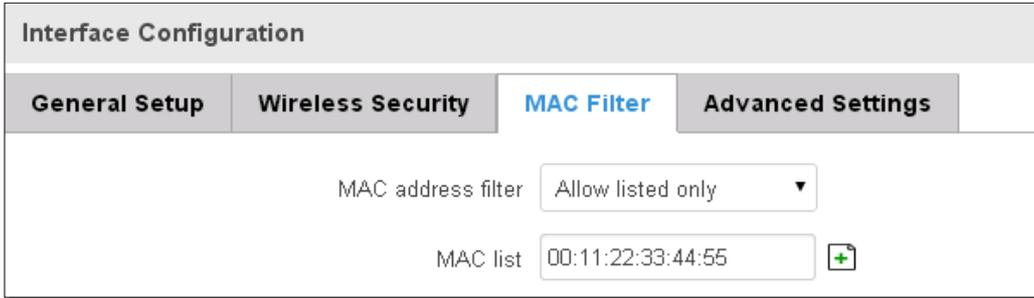 Interface Configuration
General Setup Wireless Security MAC Filter Advanced Settings
MAC address filter Allow listed only
MAC list 00:11:22:33:44:55